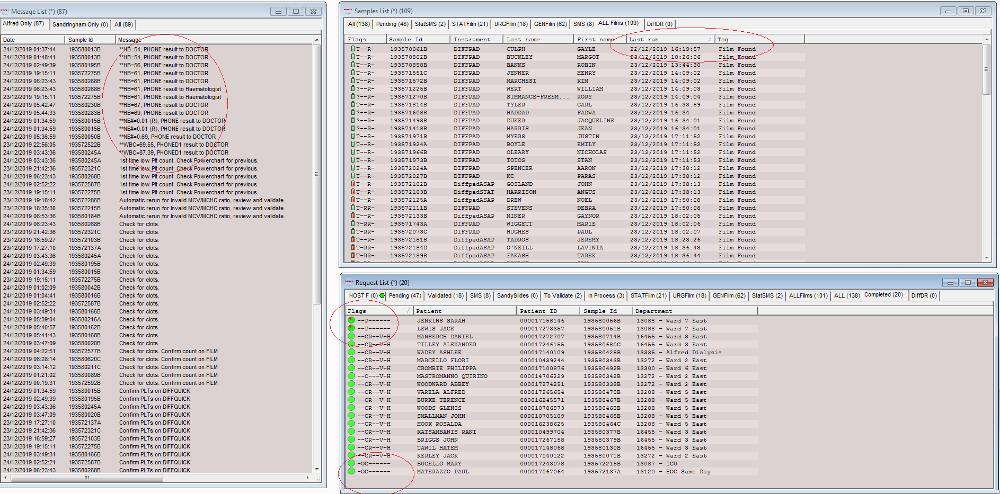 Message List (*) (87)
Alfred Only (87) Sandringham Only (0) All (89)
Date Sample Id Message
24/12/2019 01:37:44 193580013B **HB=54, PHONE result to DOCTOR
24/12/2019 01:48:41 193580013B **HB=54, PHONE result to DOCTOR
24/12/2019 02:49:39 193580195B **HB=56, PHONE result to DOCTOR
23/12/2019 19:15:11 193572275B **HB=61, PHONE result to DOCTOR
24/12/2019 06:23:43 193580268B **HB=61, PHONE result to DOCTOR
24/12/2019 06:23:43 193580268B **HB=61, PHONE result to Haematologist
23/12/2019 19:15:11 193572275B **HB=61, PHONE result to Haematologist
24/12/2019 05:42:47 193580230B **HB=67, PHONE result to DOCTOR
24/12/2019 05:44:33 193580283B **HB=69, PHONE result to DOCTOR
24/12/2019 01:34:59 193580015B **NE#=0.01 (R), PHONE result to DOCTOR
24/12/2019 01:34:59 193580015B **NE#=0.01 (R), PHONE result to DOCTOR
24/12/2019 05:36:59 193580050B **NE#=0.69, PHONE result to DOCTOR
23/12/2019 22:56:05 193572522B **WBC=69.55, PHONED1 result to DOCTOR
24/12/2019 03:43:36 193580245A **WBC=87.39, PHONED1 result to DOCTOR
24/12/2019 03:43:36 193580245A 1st time low Plt count. Check Powerchart for previous.
23/12/2019 21:42:36 193572321C 1st time low Plt count. Check Powerchart for previous.
24/12/2019 06:23:43 193580268B 1st time low Plt count. Check Powerchart for previous.
24/12/2019 02:52:22 193572587B 1st time low Plt count. Check Powerchart for previous.
23/12/2019 19:15:11 193572275B 1st time low Plt count. Check Powerchart for previous.
23/12/2019 19:18:42 193572286B Automatic rerun for Invalid MCV/MCHC ratio, review and validate.
23/12/2019 18:35:30 193572215B Automatic rerun for Invalid MCV/MCHC ratio, review and validate.
24/12/2019 06:53:36 193580184B Automatic rerun for Invalid MCV/MCHC ratio, review and validate.
24/12/2019 06:23:43 193580268B Check for clots.
23/12/2019 21:42:36 193572321C Check for clots.
23/12/2019 16:59:27 193572103B Check for clots.
23/12/2019 17:27:10 193572137A Check for clots.
24/12/2019 03:43:36 193580245A Check for clots.
24/12/2019 02:49:39 193580195B Check for clots.
24/12/2019 01:34:59 193580015B Check for clots.
23/12/2019 19:15:11 193572275B Check for clots.
24/12/2019 01:02:09 193580042B Check for clots.
24/12/2019 01:04:41 193580016B Check for clots.
24/12/2019 02:52:22 193572587B Check for clots.
24/12/2019 03:49:31 193580166B Check for clots.
24/12/2019 05:39:04 193580216A Check for clots.
24/12/2019 05:40:57 193580162B Check for clots.
24/12/2019 05:41:43 193580168B Check for clots.
24/12/2019 03:47:09 193580020B Check for clots.
24/12/2019 04:22:51 193572577B Check for clots. Confirm count on FILM
24/12/2019 06:28:14 193580620C Check for clots. Confirm count on FILM
24/12/2019 03:14:12 193580211C Check for clots. Confirm count on FILM
24/12/2019 01:21:02 193580089B Check for clots. Confirm count on FILM
24/12/2019 00:19:31 193572592B Check for clots. Confirm count on FILM
24/12/2019 01:34:59 193580015B Confirm PLTs on DIFFQUICK
24/12/2019 02:49:39 193580195B Confirm PLTs on DIFFQUICK
24/12/2019 03:43:36 193580245A Confirm PLTs on DIFFQUICK
24/12/2019 03:47:09 193580020B Confirm PLTs on DIFFQUICK
23/12/2019 17:27:10 193572137A Confirm PLTs on DIFFQUICK
23/12/2019 21:42:36 193572321C Confirm PLTs on DIFFQUICK
23/12/2019 16:59:27 193572103B Confirm PLTs on DIFFQUICK
23/12/2019 19:15:11 193572275B Confirm PLTs on DIFFQUICK
24/12/2019 03:49:31 193580166B Confirm PLTs on DIFFQUICK
24/12/2019 02:52:21 193572587B Confirm PLTs on DIFFQUICK
24/12/2019 06:23:43 193580268B Confirm PLTs on DIFFQUICK
Samples List (*) (109)
All (138) Pending (48) StatSMS (2) STATFilm (21) URGFilm (18) GENFilm (62) SMS (8) ALL Films (109) DiffDR (0)
Flags Sample Id Instrument Last name First name Last run Tag
T--R- 193570061B DIFFPAD CULPH GAYLE 22/12/2019 16:19:57 Film Found
T--R- 193570802B DIFFPAD BUCKLEY MARGOT 23/12/2019 10:26:06 Film Found
T--R- 193570858B DIFFPAD BANKS ROBIN 23/12/2019 13:44:30 Film Found
T--R- 193571551C DIFFPAD JENNER HENRY 23/12/2019 14:09:02 Film Found
T--R- 193571572B DIFFPAD MARCHESI KIM 23/12/2019 14:09:02 Film Found
?--R- 193571225B DIFFPAD WERT WILLIAM 23/12/2019 14:09:03 Film Found
?--R- 193571270B DIFFPAD SIMMANCE-FREEM... RORY 23/12/2019 14:09:04 Film Found
T--R- 193571814B DIFFPAD TYLER CARL 23/12/2019 16:33:59 Film Found
?--R- 193571608B DIFFPAD HADDAD FADWA 23/12/2019 16:34 Film Found
?--R- 193571493B DIFFPAD DUKER JACQUELINE 23/12/2019 16:34:01 Film Found
?--R- 193571418B DIFFPAD HARRIS JEAN 23/12/2019 16:34:01 Film Found
T--R- 193571971B DIFFPAD MYERS JUSTIN 23/12/2019 17:11:52 Film Found
T--R- 193571924A DIFFPAD BOYLE EMILY 23/12/2019 17:11:52 Film Found
T--R- 193571966B DIFFPAD OLEARY NICHOLAS 23/12/2019 17:11:52 Film Found
T--R- 193571973B DIFFPAD TOTOS STAN 23/12/2019 17:11:53 Film Found
T--R- 193572024A DIFFPAD SPENCER AARON 23/12/2019 17:38:12 Film Found
T--R- 193572027B DIFFPAD KC PARAS 23/12/2019 17:38:12 Film Found
T--R- 193572102B DiffpadASAP GOSLAND JOHN 23/12/2019 17:38:13 Film Found
T--R- 193572103B DiffpadSTAT HARRISON ANGUS 23/12/2019 17:38:13 Film Found
T--R- 193572125A DiffpadASAP DREW NOEL 23/12/2019 17:50:08 Film Found
T--R- 193572111B DIFFPAD STEVENS DEBRA 23/12/2019 17:50:08 Film Found
T--R- 193572133B DiffpadASAP MINER GAYNOR 23/12/2019 18:02:05 Film Found
?-RR- 193571743A DIFFPAD WIGGETT MARIE 23/12/2019 18:02:06 Film Found
T-RR- 193572073C DIFFPAD HUGHES PAUL 23/12/2019 18:02:07 Film Found
T--R- 193572151B DiffpadASAP TADROS JEREMY 23/12/2019 18:23:26 Film Found
T-RR- 193572184D DiffpadASAP O'NEILL LAVINIA 23/12/2019 18:36:43 Film Found
T-RR- 193572189B DiffpadASAP FAKASH TAREK 23/12/2019 18:36:44 Film Found
Request List (*) (20)
HOST F (0) Pending (47) Validated (18) SMS (8) SandySlides (0) To Validate (2) In Process (3) STATFilm (21) URGFilm (18) GENFilm (62) StatSMS (2) ALLFilms (101) ALL (138) Completed (20) DiffDR (0)
Flags Patient Patient ID Sample Id Department
--P------ JENKINS SARAH 000017158146 193580056B 13088 - Ward 7 East
--P------ LEWIS JACK 000017273357 193580051B 13088 - Ward 7 East
--CR--V-H MANSERGH DANIEL 000017272707 193580714B 16455 - Ward 3 East
--CR--V-H TILLEY ALEXANDER 000017246155 193580680C 16455 - Ward 3 East
--CR--V-H WADEY ASHLEE 000017140109 193580425B 13335 - Alfred Dialysis
--CR--V-H MARCELLO FLORI 000010439244 193580343B 13272 - Ward 2 East
--CR--V-H CROMBIE PHILIPPA 000017100876 193580492B 13300 - Ward 6 East
--C---V-H MASTROMANNO QUIRINO 000014706229 193580342B 13272 - Ward 2 East
--CR--V-H WOODWARD ABBEY 000017274251 193580338B 13272 - Ward 2 East
--CR--V-H VARELA ALFRED 000017265654 193580470B 13208 - Ward 5 East
--CR--V-H BURKE TERENCE 000016245571 193580467B 13208 - Ward 5 East
--CR--V-H WOODS GLENIS 000010786973 193580468B 13208 - Ward 5 East
--CR--V-H SMALLMAN JOHN 000010705109 193580465B 13208 - Ward 5 East
--CR--V-H HOOK ROSALDA 000016238625 193580464C 13208 - Ward 5 East
--CR--V-H KATSAMBANIS RANI 000010499704 193580377B 16455 - Ward 3 East
--CR--V-H BRIGGS JOHN 000017267158 193580379B 16455 - Ward 3 East
--CR--V-H TAWIL HATEM 000017148068 193580130B 16455 - Ward 3 East
--CR--V-H KERLEY JACK 000017040122 193580071B 13272 - Ward 2 East
-OC------ BUCELLO MARY 000017243078 193572215B 13087 - ICU
-OC------ MATERAZZO PAUL 000017067064 193572137A 13120 - HOC Same Day